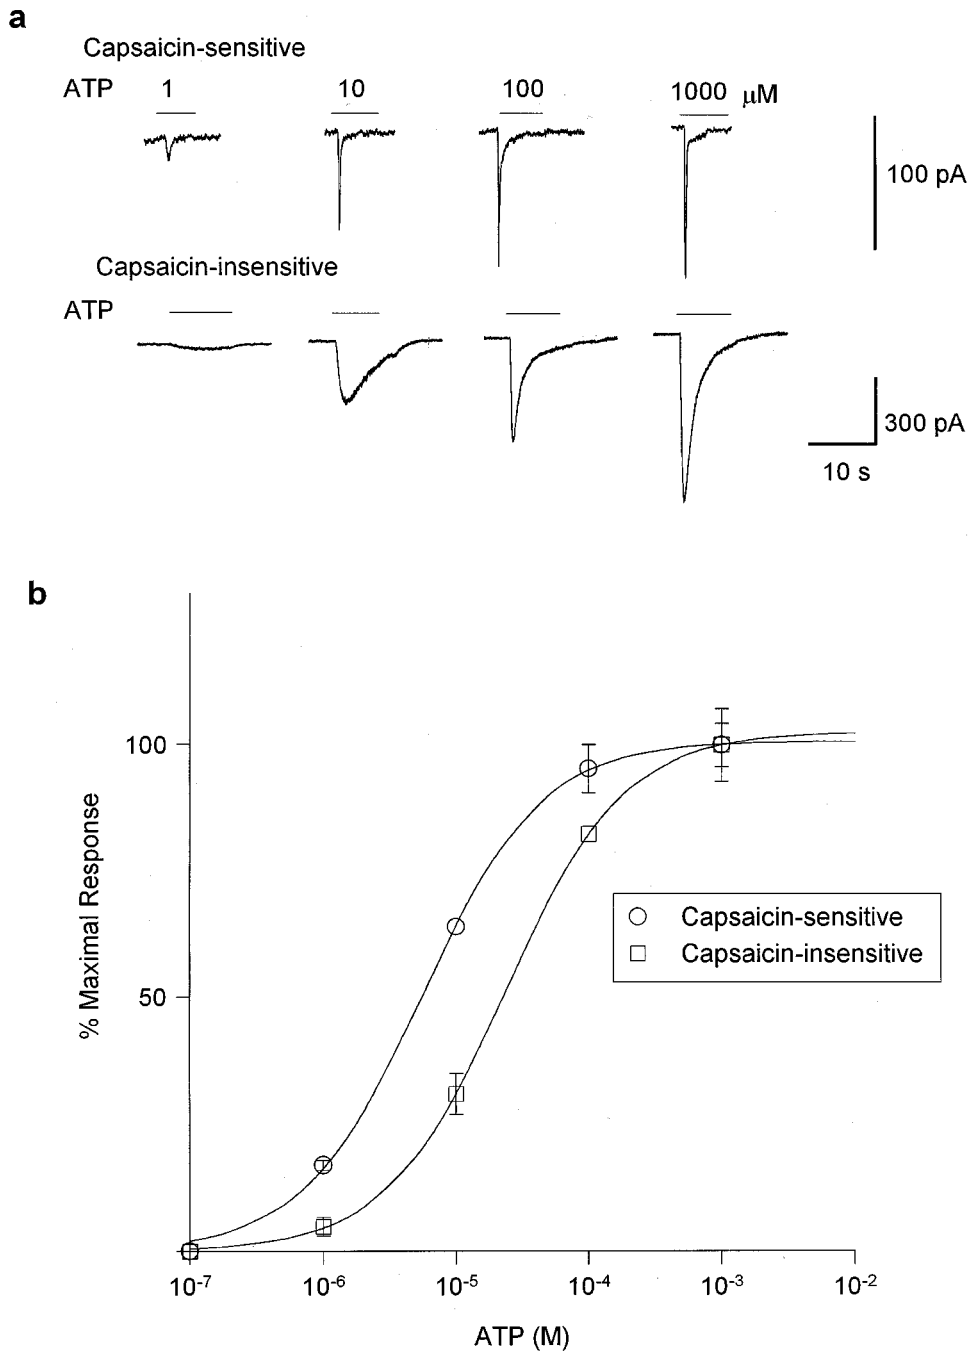 a
Capsaicin-sensitive
ATP 1 10 100 1000 μM
100 pA
Capsaicin-insensitive
ATP
300 pA
10 s
b
100
50
% Maximal Response
Capsaicin-sensitive
Capsaicin-insensitive
10⁻⁷ 10⁻⁶ 10⁻⁵ 10⁻⁴ 10⁻³ 10⁻²
ATP (M)